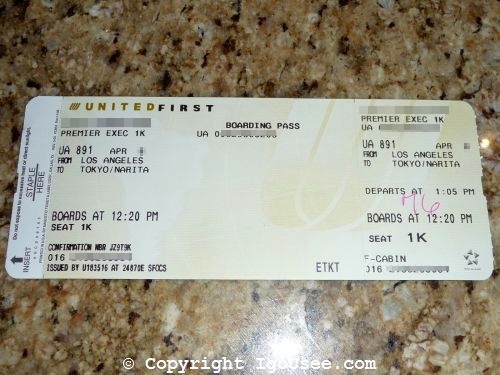 UNITED FIRST
BOARDING PASS
PREMIER EXEC 1K
UA
UA 891 APR
FROM LOS ANGELES
TO TOKYO/NARITA
BOARDS AT 12:20 PM
SEAT 1K
CONFIRMATION NBR JZ9T9K
016
ISSUED BY U183516 AT 24870E SFOCS
ETKT
PREMIER EXEC 1K
UA
UA 891 APR
FROM LOS ANGELES
TO TOKYO/NARITA
DEPARTS AT 1:05 PM
76
BOARDS AT 12:20 PM
SEAT 1K
F-CABIN
016
STAPLE
HERE
INSERT
© Copyright Igousee.com